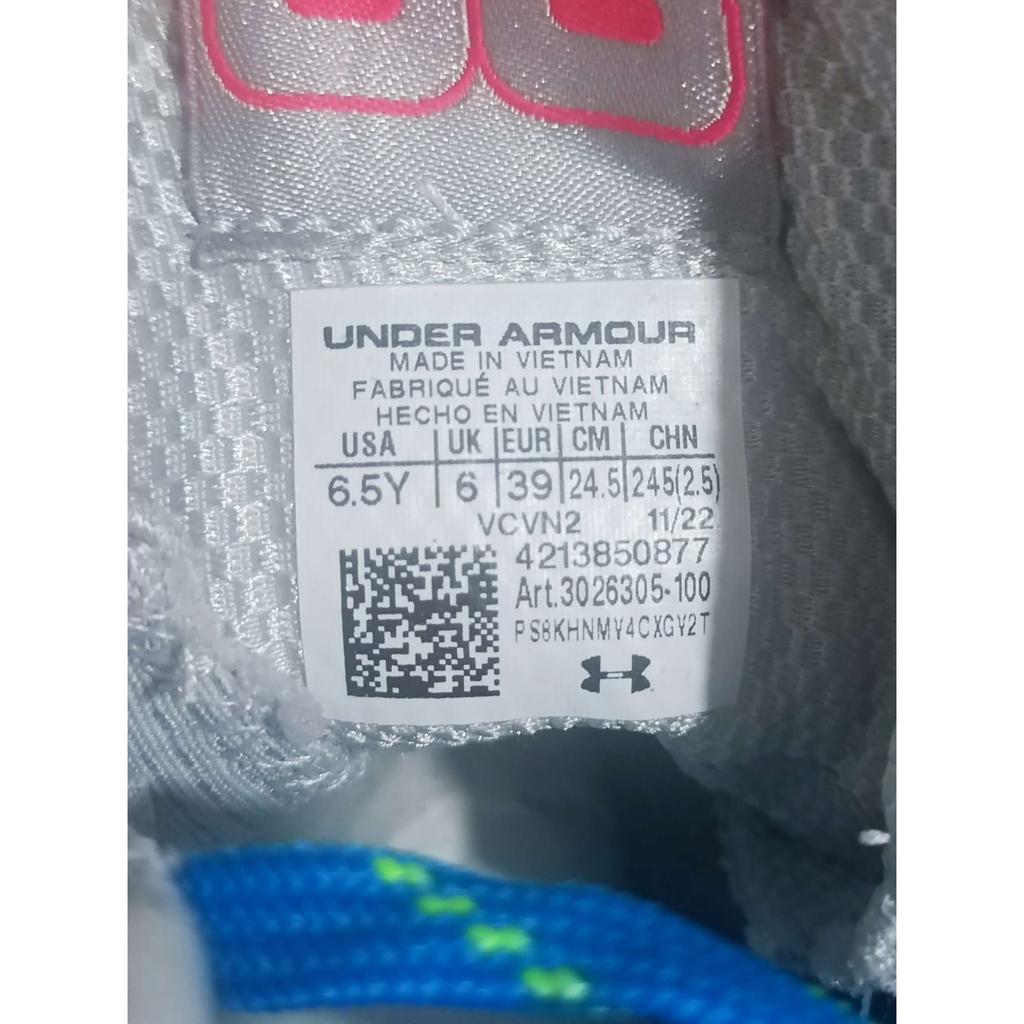 UNDER ARMOUR
MADE IN VIETNAM
FABRIQUÉ AU VIETNAM
HECHO EN VIETNAM
USA UK EUR CM CHN
6.5Y 6 39 24.5 245(2.5)
VCVN2 11/22
4213850877
Art.3026305-100
PS8KHNMV4CXGV2T